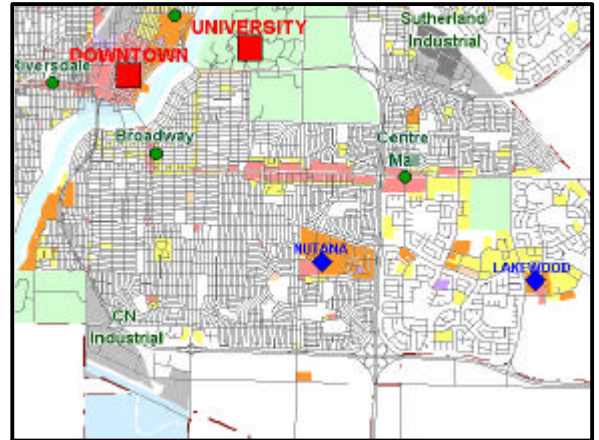 UNIVERSITY
Sutherland
Industrial
DOWNTOWN
Riversdale
Broadway
Centre
Mall
NUTANA
LAKEWOOD
CN
Industrial